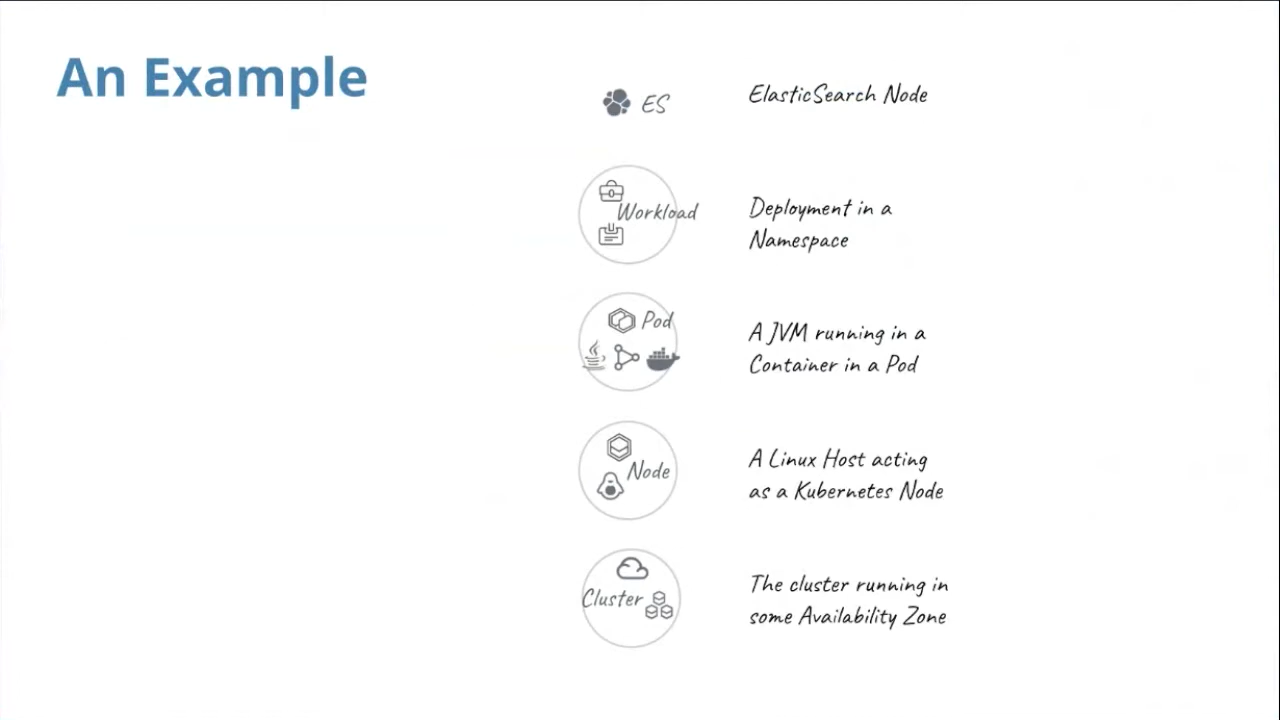 An Example
ES
ElasticSearch Node
Workload
Deployment in a
Namespace
Pod
A JVM running in a
Container in a Pod
Node
A Linux Host acting
as a Kubernetes Node
Cluster
The cluster running in
some Availability Zone